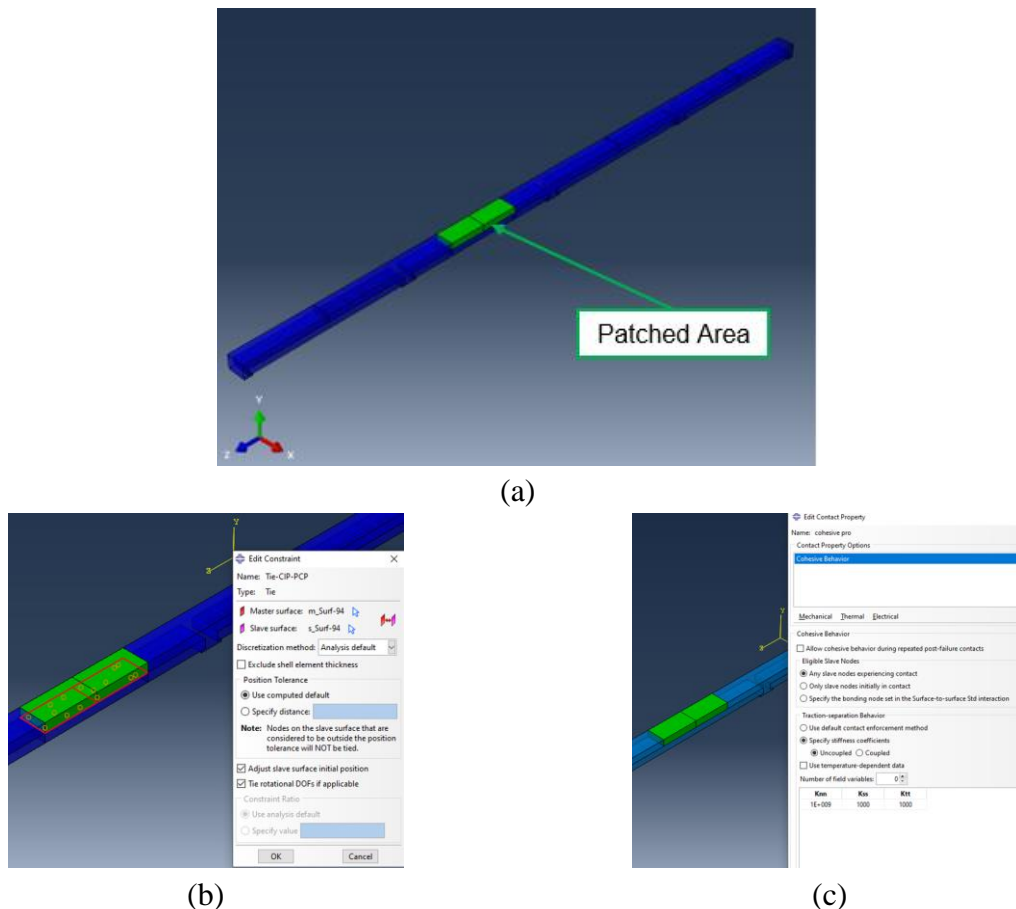 Patched Area
Y
Z
X
(a)
Y
Z
Edit Constraint
Name: Tie-CIP-PCP
Type: Tie
Master surface: m_Surf-94
Slave surface: s_Surf-94
Discretization method: Analysis default
Exclude shell element thickness
Position Tolerance
Use computed default
Specify distance:
Note: Nodes on the slave surface that are
considered to be outside the position
tolerance will NOT be tied.
Adjust slave surface initial position
Tie rotational DOFs if applicable
Constraint Ratio
Use analysis default
Specify value
OK Cancel
(b)
Y
Edit Contact Property
Name: cohesive pro
Contact Property Options
Cohesive Behavior
Mechanical Thermal Electrical
Cohesive Behavior
Allow cohesive behavior during repeated post-failure contacts
Eligible Slave Nodes
Any slave nodes experiencing contact
Only slave nodes initially in contact
Specify the bonding node set in the Surface-to-surface Std interaction
Traction-separation Behavior
Use default contact enforcement method
Specify stiffness coefficients
Uncoupled Coupled
Use temperature-dependent data
Number of field variables: 0
Knn Kss Ktt
1E+009 1000 1000
(c)